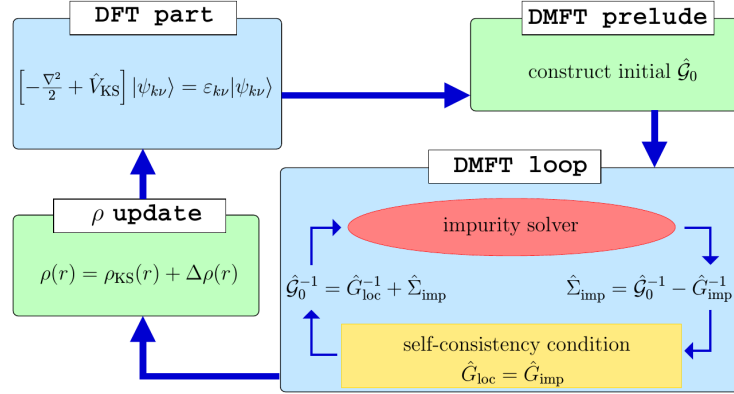 DFT part
[-∇²/2 + V̂_KS] |ψ_kν⟩ = ε_kν|ψ_kν⟩
DMFT prelude
construct initial 𝒢̂₀
DMFT loop
impurity solver
𝒢̂₀⁻¹ = Ĝ_loc⁻¹ + Σ̂_imp
Σ̂_imp = 𝒢̂₀⁻¹ - Ĝ_imp⁻¹
self-consistency condition
Ĝ_loc = Ĝ_imp
ρ update
ρ(r) = ρ_KS(r) + Δρ(r)